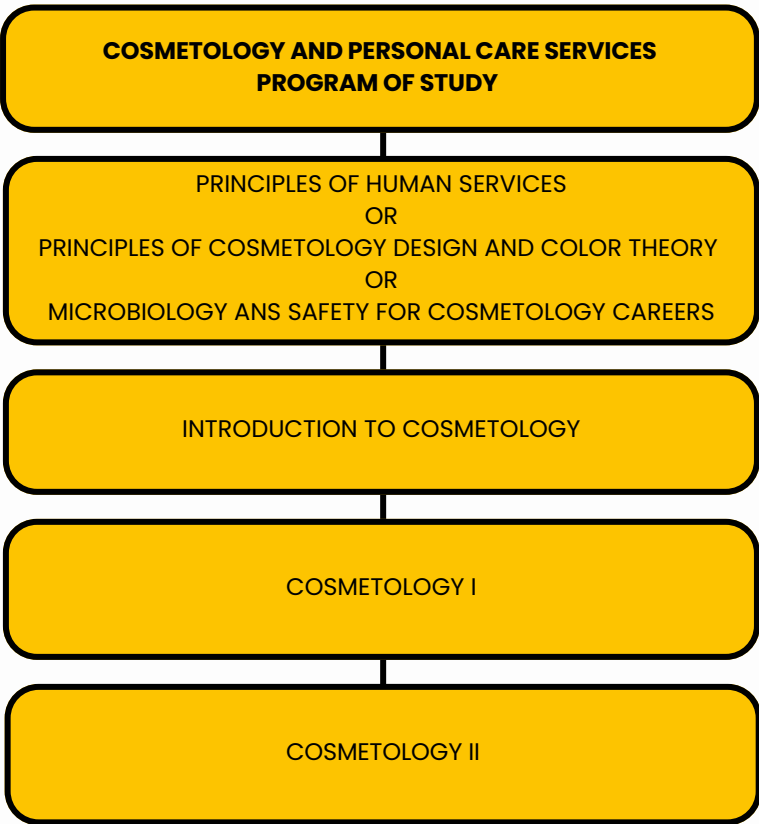 COSMETOLOGY AND PERSONAL CARE SERVICES
PROGRAM OF STUDY
PRINCIPLES OF HUMAN SERVICES
OR
PRINCIPLES OF COSMETOLOGY DESIGN AND COLOR THEORY
OR
MICROBIOLOGY ANS SAFETY FOR COSMETOLOGY CAREERS
INTRODUCTION TO COSMETOLOGY
COSMETOLOGY I
COSMETOLOGY II